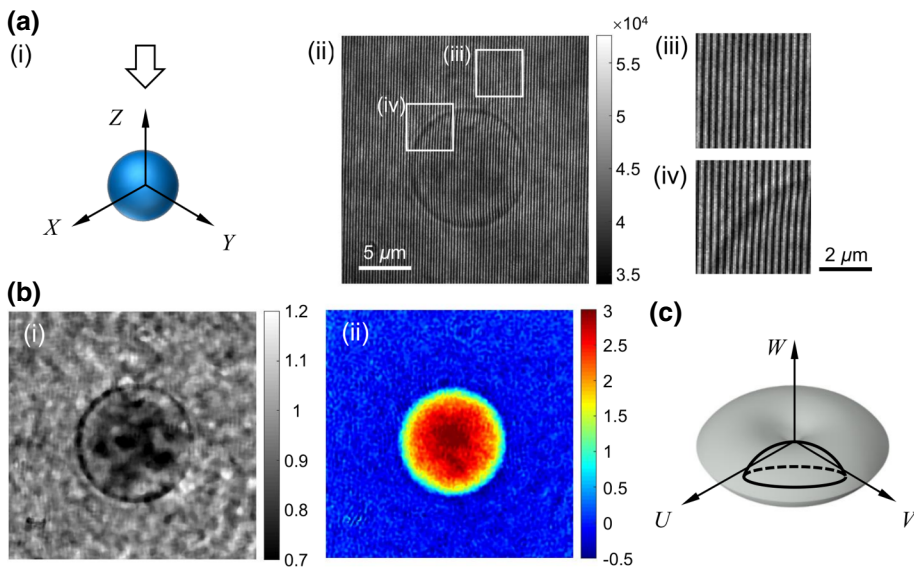 (a)
(i)
Z
X
Y
(ii)
(iii)
(iv)
5 μm
×10⁴
5.5
5
4.5
4
3.5
(iii)
(iv)
2 μm
(b)
(i)
1.2
1.1
1
0.9
0.8
0.7
(ii)
3
2.5
2
1.5
1
0.5
0
-0.5
(c)
W
U
V